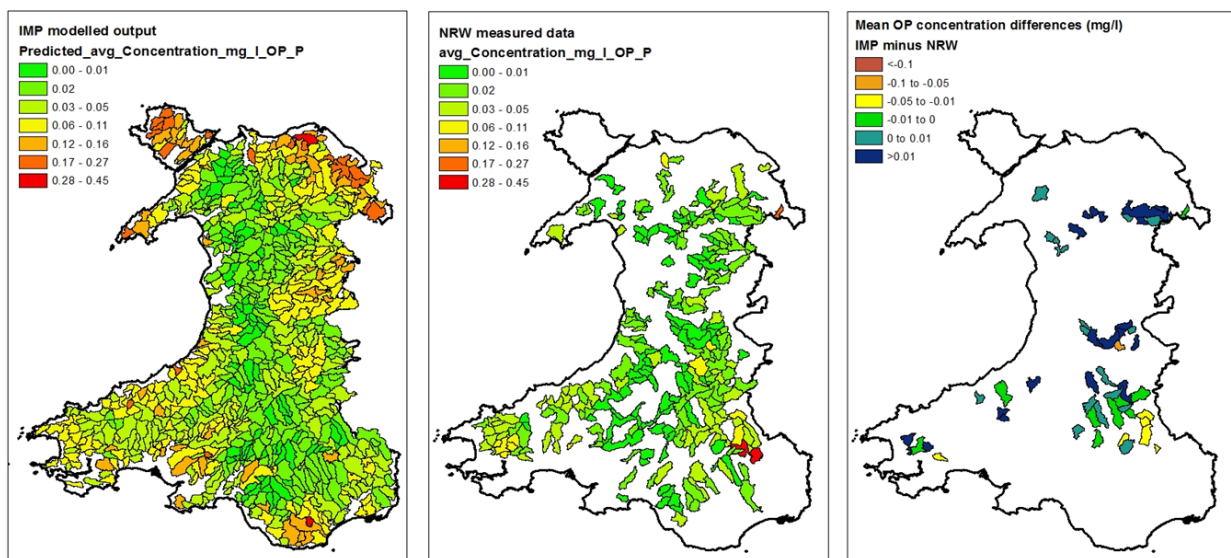 IMP modelled output
Predicted_avg_Concentration_mg_l_OP_P
0.00 - 0.01
0.02
0.03 - 0.05
0.06 - 0.11
0.12 - 0.16
0.17 - 0.27
0.28 - 0.45
NRW measured data
avg_Concentration_mg_l_OP_P
0.00 - 0.01
0.02
0.03 - 0.05
0.06 - 0.11
0.12 - 0.16
0.17 - 0.27
0.28 - 0.45
Mean OP concentration differences (mg/l)
IMP minus NRW
<-0.1
-0.1 to -0.05
-0.05 to -0.01
-0.01 to 0
0 to 0.01
>0.01